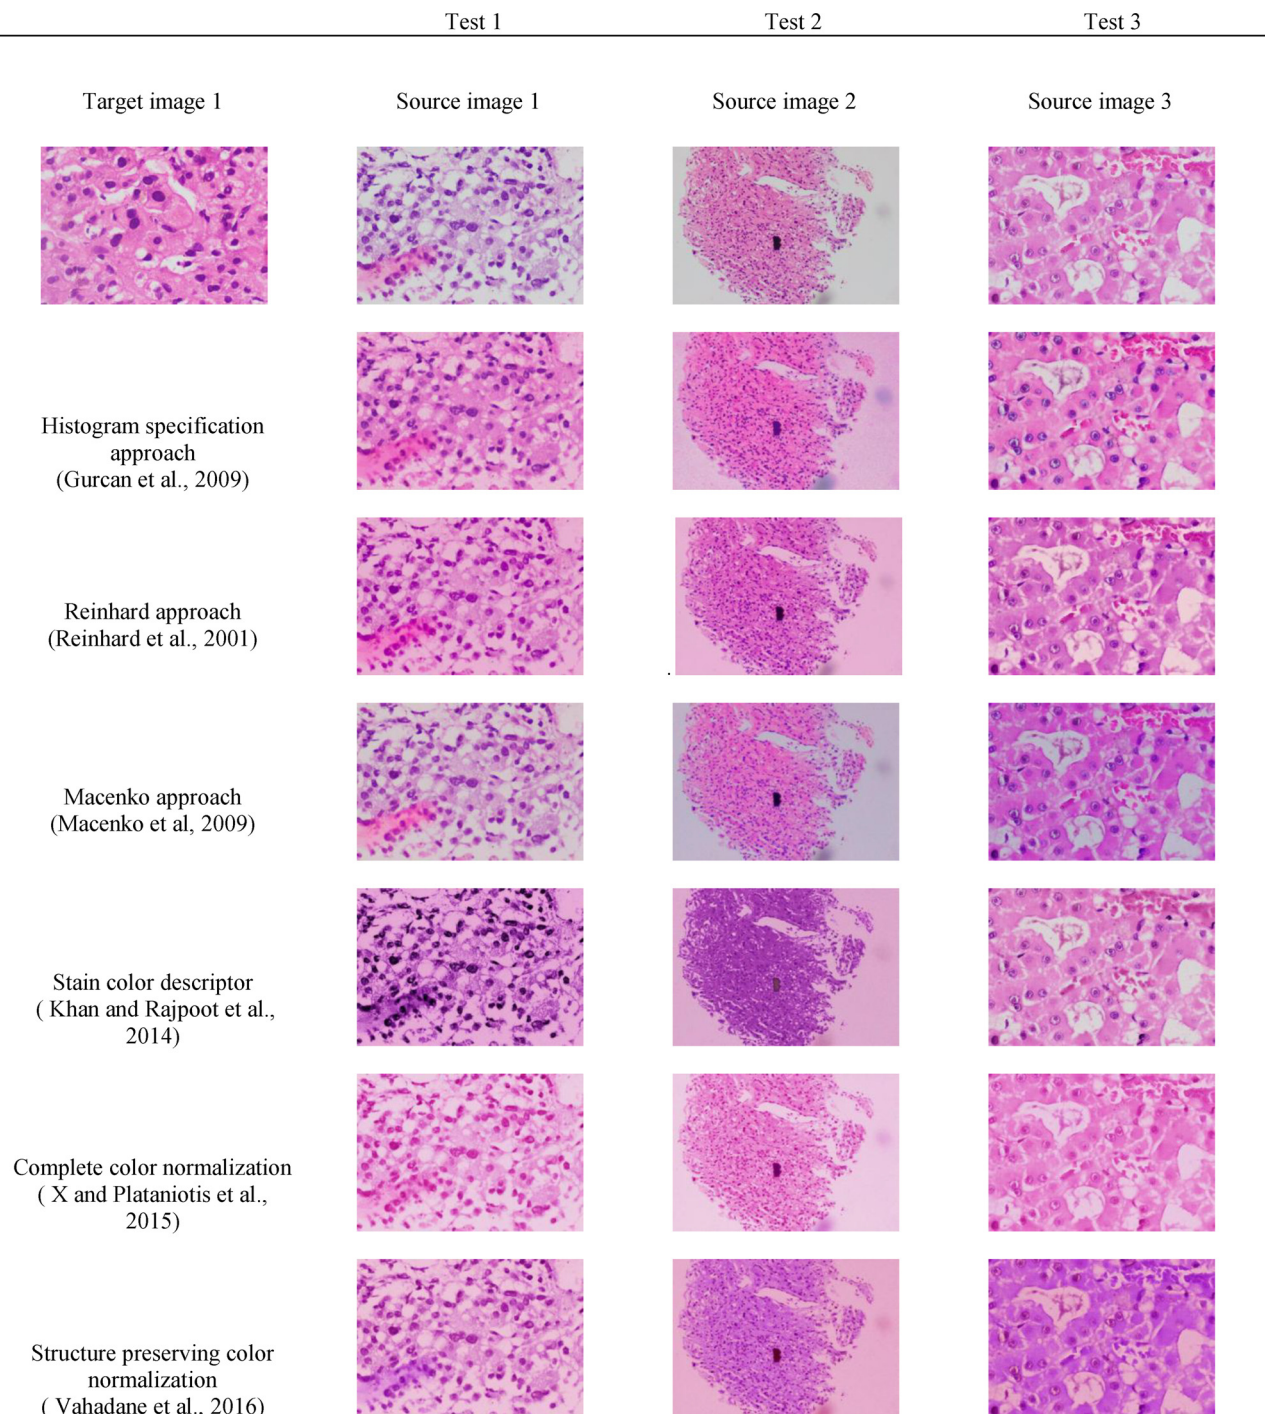 Test 1 Test 2 Test 3
Target image 1 Source image 1 Source image 2 Source image 3
Histogram specification
approach
(Gurcan et al., 2009)
Reinhard approach
(Reinhard et al., 2001)
.
Macenko approach
(Macenko et al, 2009)
Stain color descriptor
( Khan and Rajpoot et al.,
2014)
Complete color normalization
( X and Plataniotis et al.,
2015)
Structure preserving color
normalization
( Vahadane et al., 2016)